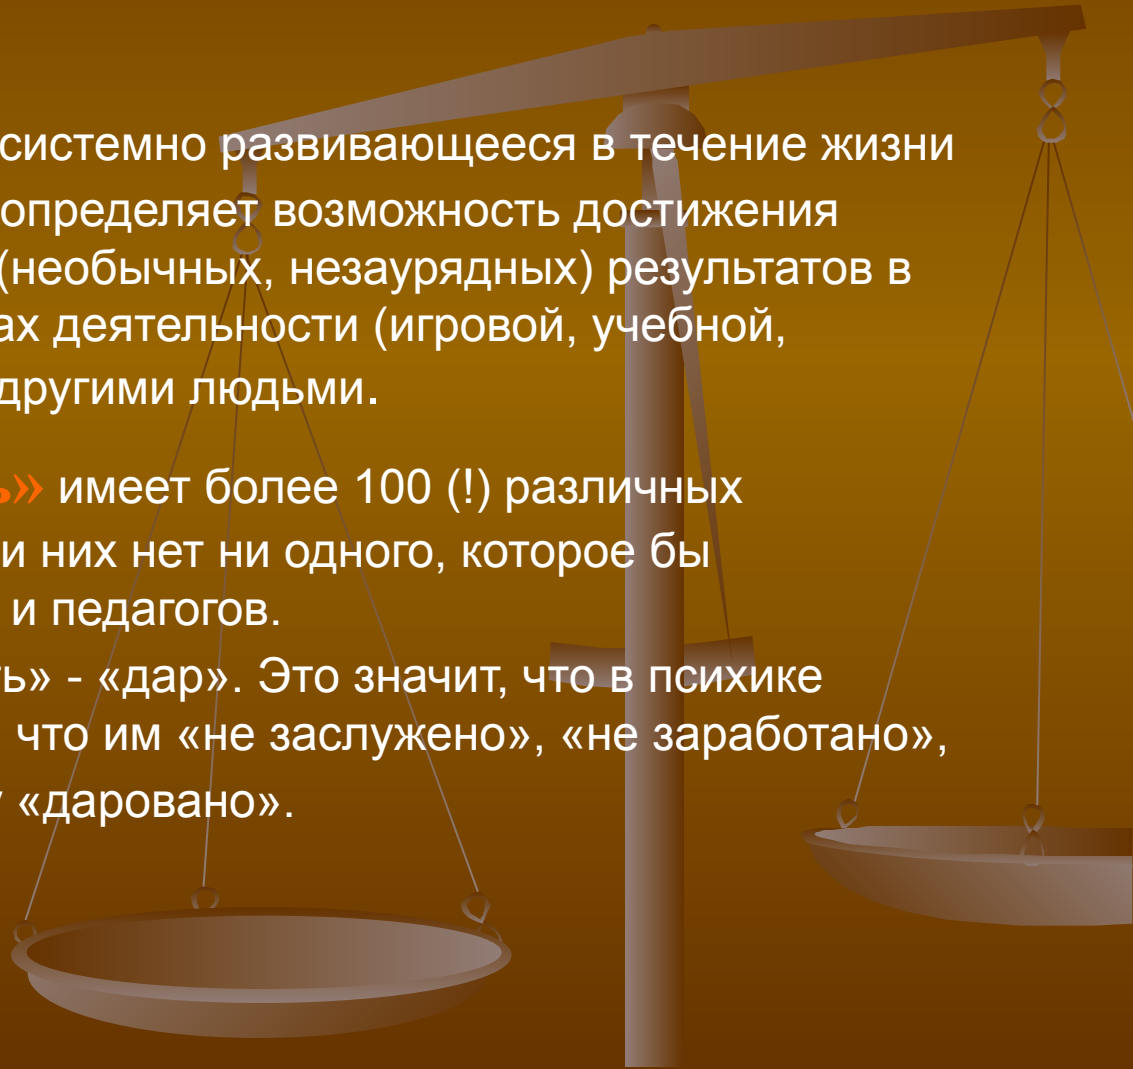 системно развивающееся в течение жизни
определяет возможность достижения
(необычных, незаурядных) результатов в
ах деятельности (игровой, учебной,
другими людьми.
ь» имеет более 100 (!) различных
и них нет ни одного, которое бы
и педагогов.
ть» - «дар». Это значит, что в психике
что им «не заслужено», «не заработано»,
у «даровано».